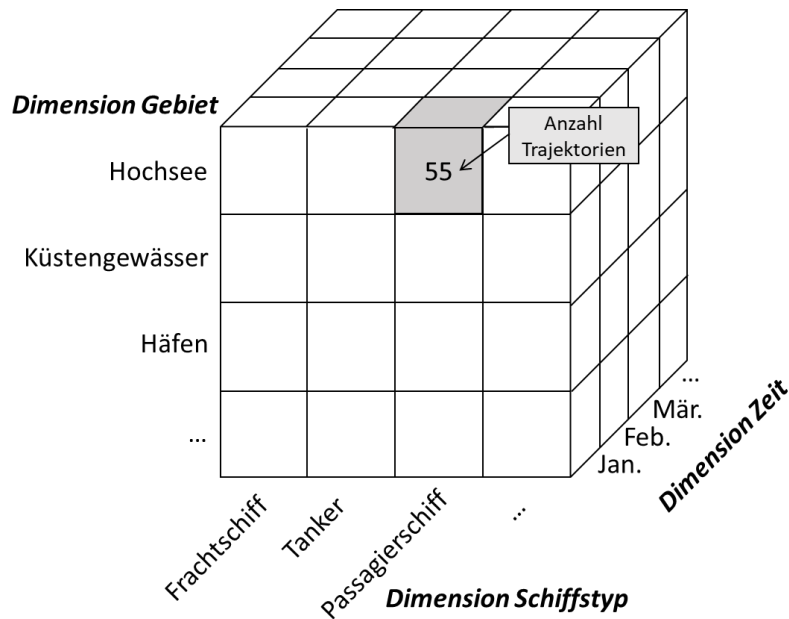 Dimension Gebiet
Anzahl
Trajektorien
Hochsee
55
Küstengewässer
Häfen
...
...
Mär.
Feb.
Jan.
Dimension Zeit
Frachtschiff
Tanker
Passagierschiff
...
Dimension Schiffstyp